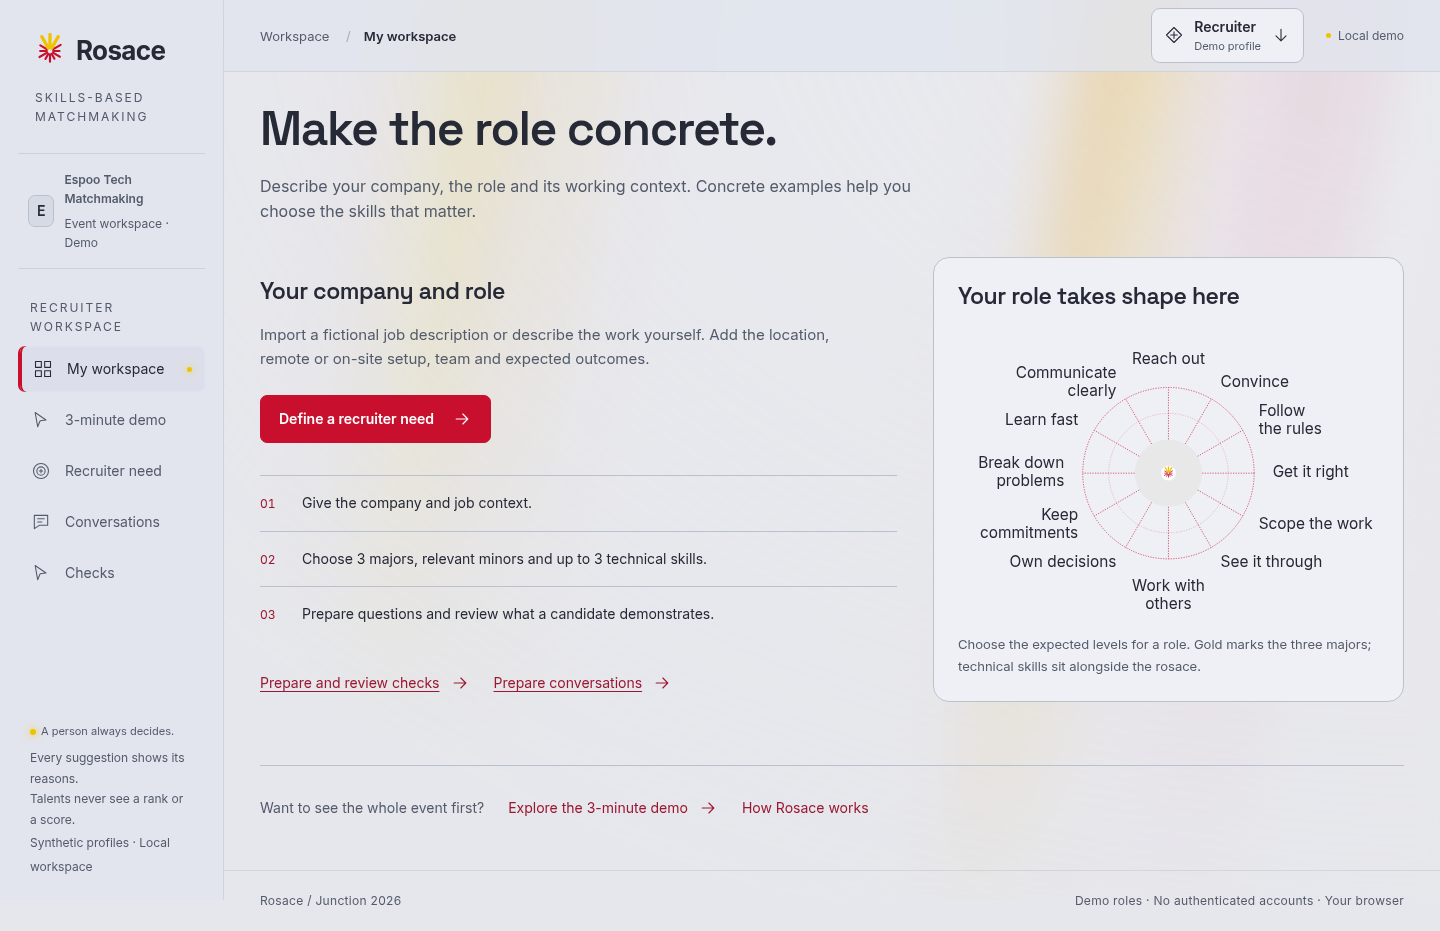 Rosace
SKILLS-BASED
MATCHMAKING
E
Espoo Tech
Matchmaking
Event workspace ·
Demo
RECRUITER
WORKSPACE
My workspace
3-minute demo
Recruiter need
Conversations
Checks
A person always decides.
Every suggestion shows its
reasons.
Talents never see a rank or
a score.
Synthetic profiles · Local
workspace
Workspace / My workspace
Recruiter
Demo profile
Local demo
Make the role concrete.
Describe your company, the role and its working context. Concrete examples help you
choose the skills that matter.
Your company and role
Import a fictional job description or describe the work yourself. Add the location,
remote or on-site setup, team and expected outcomes.
Define a recruiter need
01 Give the company and job context.
02 Choose 3 majors, relevant minors and up to 3 technical skills.
03 Prepare questions and review what a candidate demonstrates.
Prepare and review checks
Prepare conversations
Your role takes shape here
Reach out
Convince
Follow
the rules
Get it right
Scope the work
See it through
Work with
others
Own decisions
Keep
commitments
Break down
problems
Learn fast
Communicate
clearly
Choose the expected levels for a role. Gold marks the three majors;
technical skills sit alongside the rosace.
Want to see the whole event first?
Explore the 3-minute demo
How Rosace works
Rosace / Junction 2026
Demo roles · No authenticated accounts · Your browser